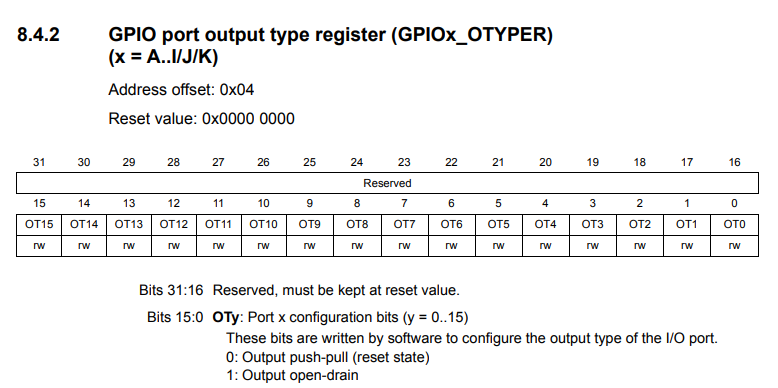 8.4.2 GPIO port output type register (GPIOx_OTYPER)
(x = A..I/J/K)
Address offset: 0x04
Reset value: 0x0000 0000
31 30 29 28 27 26 25 24 23 22 21 20 19 18 17 16
Reserved
15 14 13 12 11 10 9 8 7 6 5 4 3 2 1 0
OT15 OT14 OT13 OT12 OT11 OT10 OT9 OT8 OT7 OT6 OT5 OT4 OT3 OT2 OT1 OT0
rw rw rw rw rw rw rw rw rw rw rw rw rw rw rw rw
Bits 31:16 Reserved, must be kept at reset value.
Bits 15:0 OTy: Port x configuration bits (y = 0..15)
These bits are written by software to configure the output type of the I/O port.
0: Output push-pull (reset state)
1: Output open-drain